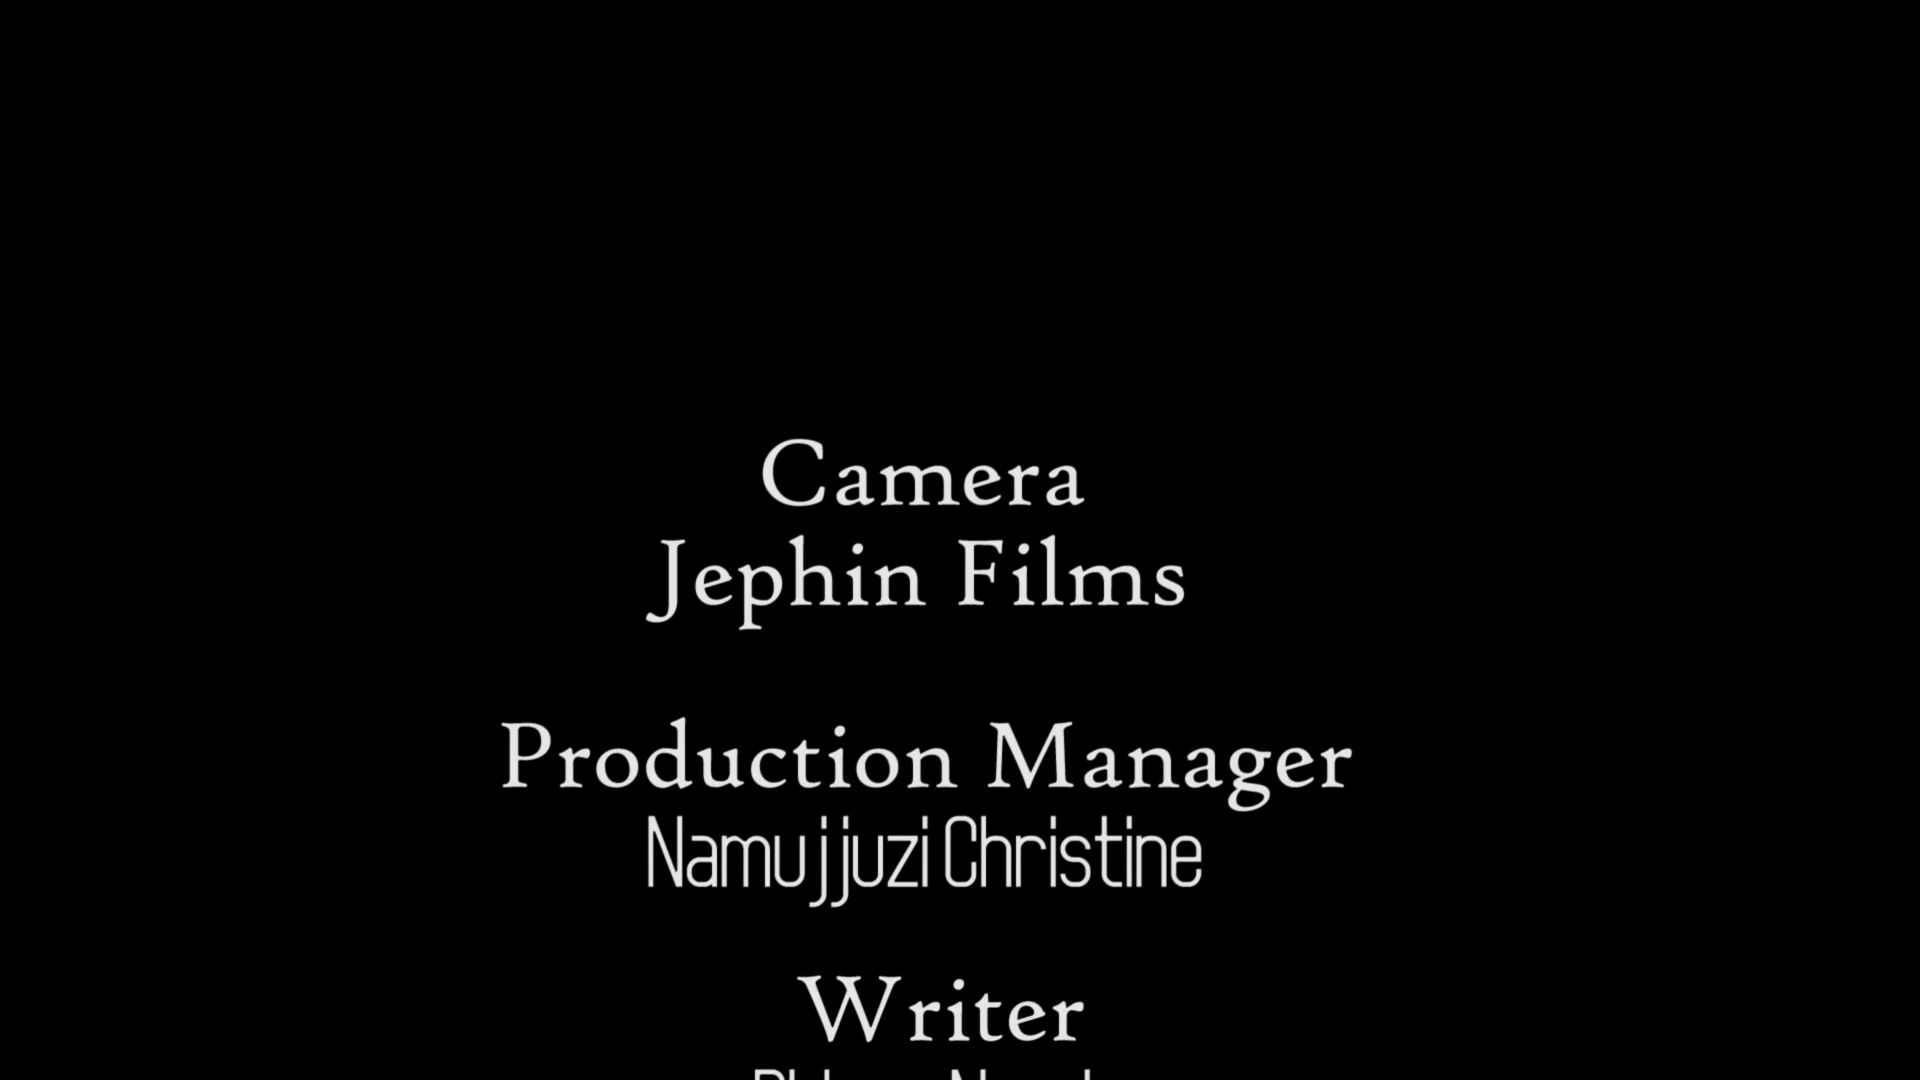 Camera
Jephin Films
Production Manager
Namujjuzi Christine
Writer